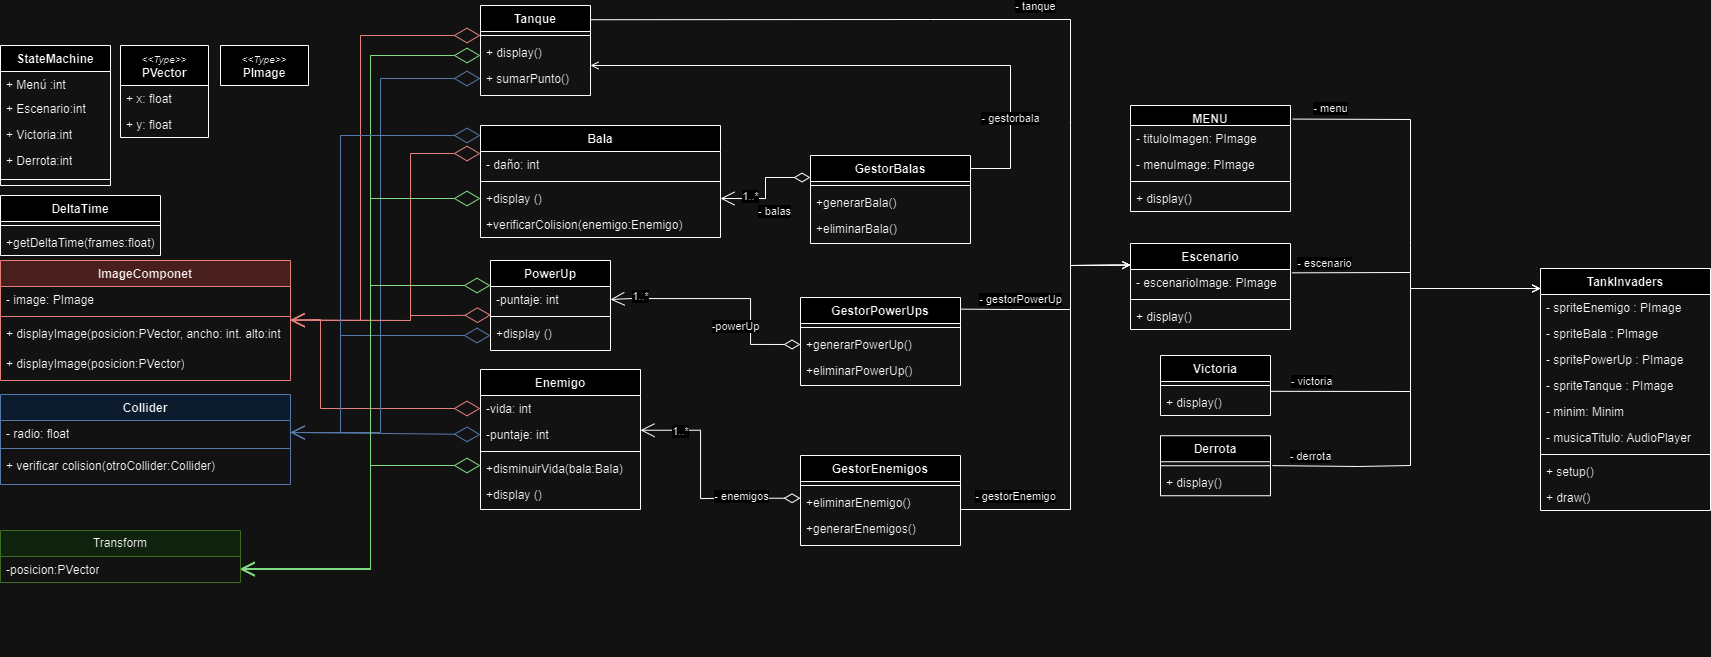 StateMachine
+ Menú :int
+ Escenario:int
+ Victoria:int
+ Derrota:int
<<Type>>
PVector
+ x: float
+ y: float
<<Type>>
PImage
DeltaTime
+getDeltaTime(frames:float)
ImageComponet
- image: PImage
+ displayImage(posicion:PVector, ancho: int. alto:int
+ displayImage(posicion:PVector)
Collider
- radio: float
+ verificar colision(otroCollider:Collider)
Transform
-posicion:PVector
Tanque
+ display()
+ sumarPunto()
Bala
- daño: int
+display ()
+verificarColision(enemigo:Enemigo)
PowerUp
-puntaje: int
+display ()
Enemigo
-vida: int
-puntaje: int
+disminuirVida(bala:Bala)
+display ()
1..*
- balas
1..*
-powerUp
1..*
- enemigos
GestorBalas
+generarBala()
+eliminarBala()
GestorPowerUps
+generarPowerUp()
+eliminarPowerUp()
GestorEnemigos
+eliminarEnemigo()
+generarEnemigos()
- tanque
- gestorbala
- gestorPowerUp
- gestorEnemigo
MENU
- tituloImagen: PImage
- menuImage: PImage
+ display()
Escenario
- escenarioImage: PImage
+ display()
Victoria
+ display()
Derrota
+ display()
- menu
- escenario
- victoria
- derrota
TankInvaders
- spriteEnemigo : PImage
- spriteBala : PImage
- spritePowerUp : PImage
- spriteTanque : PImage
- minim: Minim
- musicaTitulo: AudioPlayer
+ setup()
+ draw()